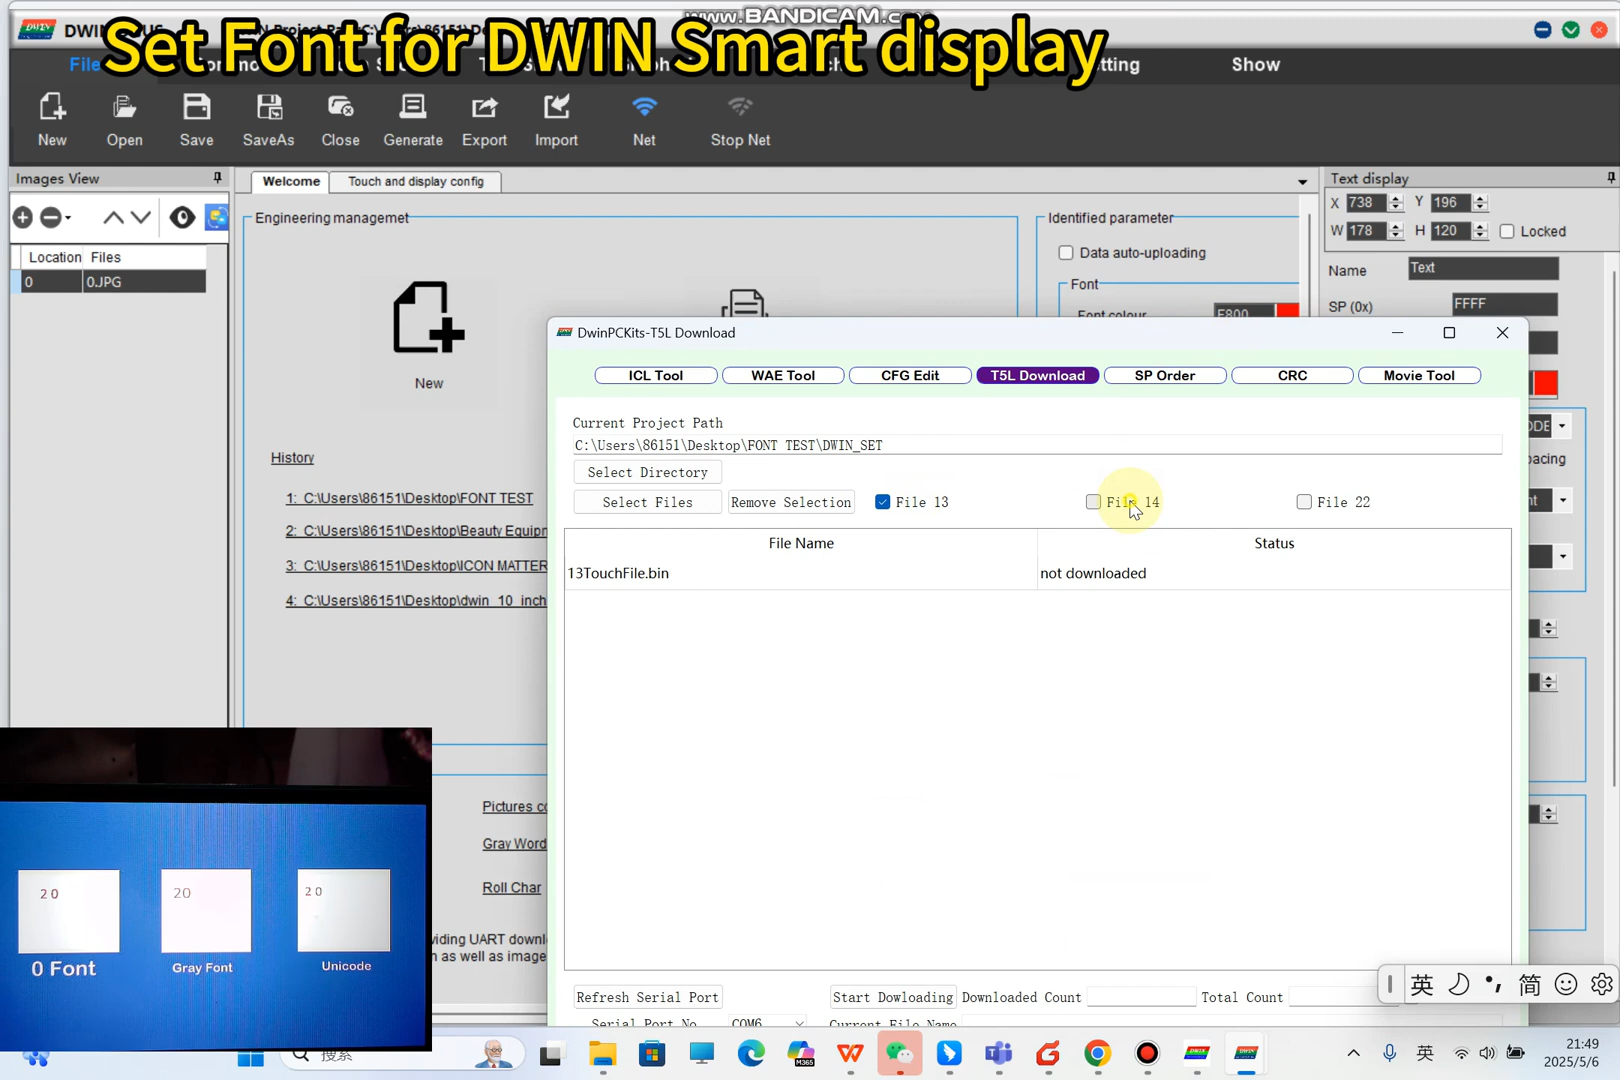 www.BANDICAM.com
Set Font for DWIN Smart display
File
Show
New
Open
Save
SaveAs
Close
Generate
Export
Import
Net
Stop Net
Images View
Welcome
Touch and display config
Text display
X 738 Y 196
W 178 H 120 Locked
Location Files
0 0.JPG
Engineering managemet
Identified parameter
Data auto-uploading
Font
Font colour F800
Name Text
SP (0x) FFFF
New
History
1: C:\Users\86151\Desktop\FONT TEST
2: C:\Users\86151\Desktop\Beauty Equipn
3: C:\Users\86151\Desktop\ICON MATTER
4: C:\Users\86151\Desktop\dwin_10_inch
DwinPCKits-T5L Download
ICL Tool
WAE Tool
CFG Edit
T5L Download
SP Order
CRC
Movie Tool
Current Project Path
C:\Users\86151\Desktop\FONT TEST\DWIN_SET
Select Directory
Select Files
Remove Selection
File 13
File 14
File 22
File Name
Status
13TouchFile.bin
not downloaded
Pictures co
Gray Word
Roll Char
viding UART downl
n as well as image
Refresh Serial Port
Start Dowloading
Downloaded Count
Total Count
Serial Port No
COM6
Current File Name
20
20
20
0 Font
Gray Font
Unicode
英
简
搜索
M365
英
21:49
2025/5/6